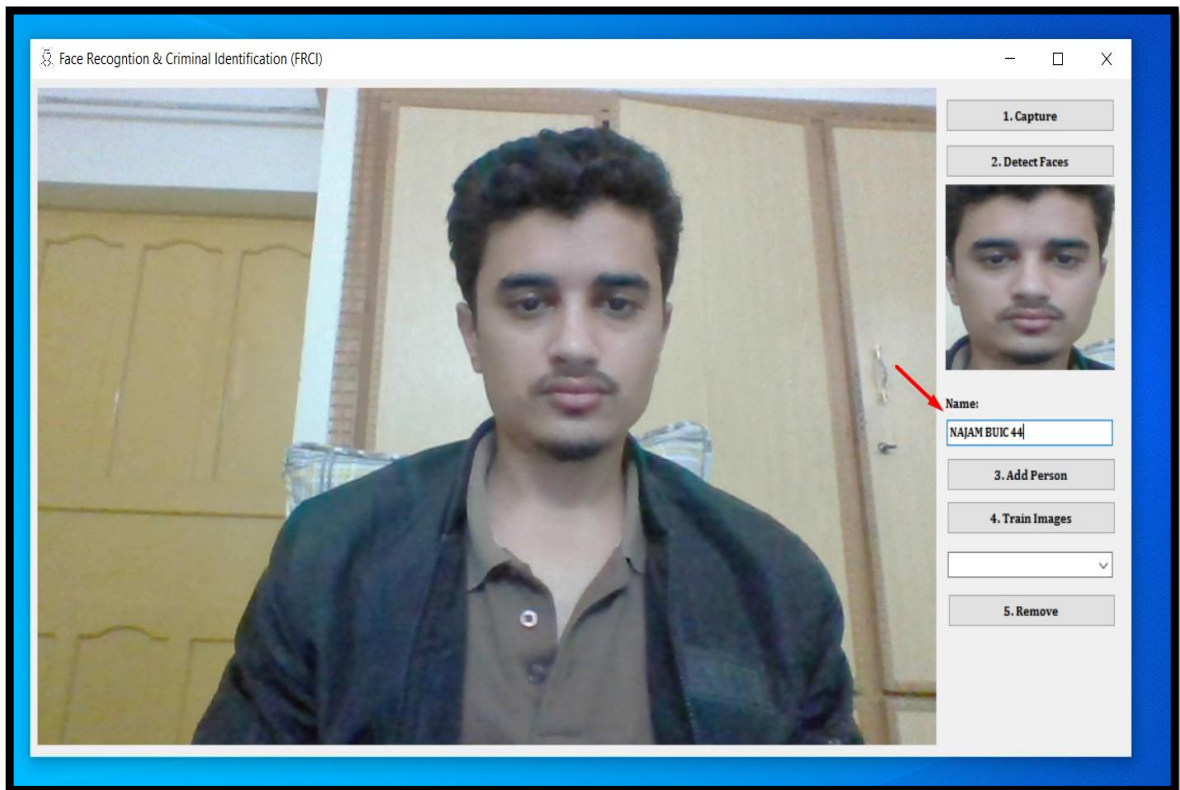 Face Recogntion & Criminal Identification (FRCI)
1. Capture
2. Detect Faces
Name:
NAJAM BUIC 44
3. Add Person
4. Train Images
5. Remove